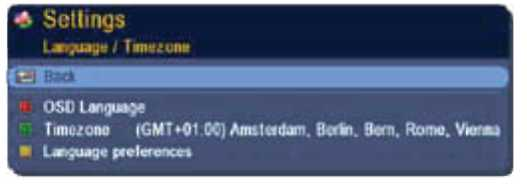 Settings
Language / Timezone
Back
OSD Language
Timezone (GMT+01:00) Amsterdam, Berlin, Bern, Rome, Vienna
Language preferences